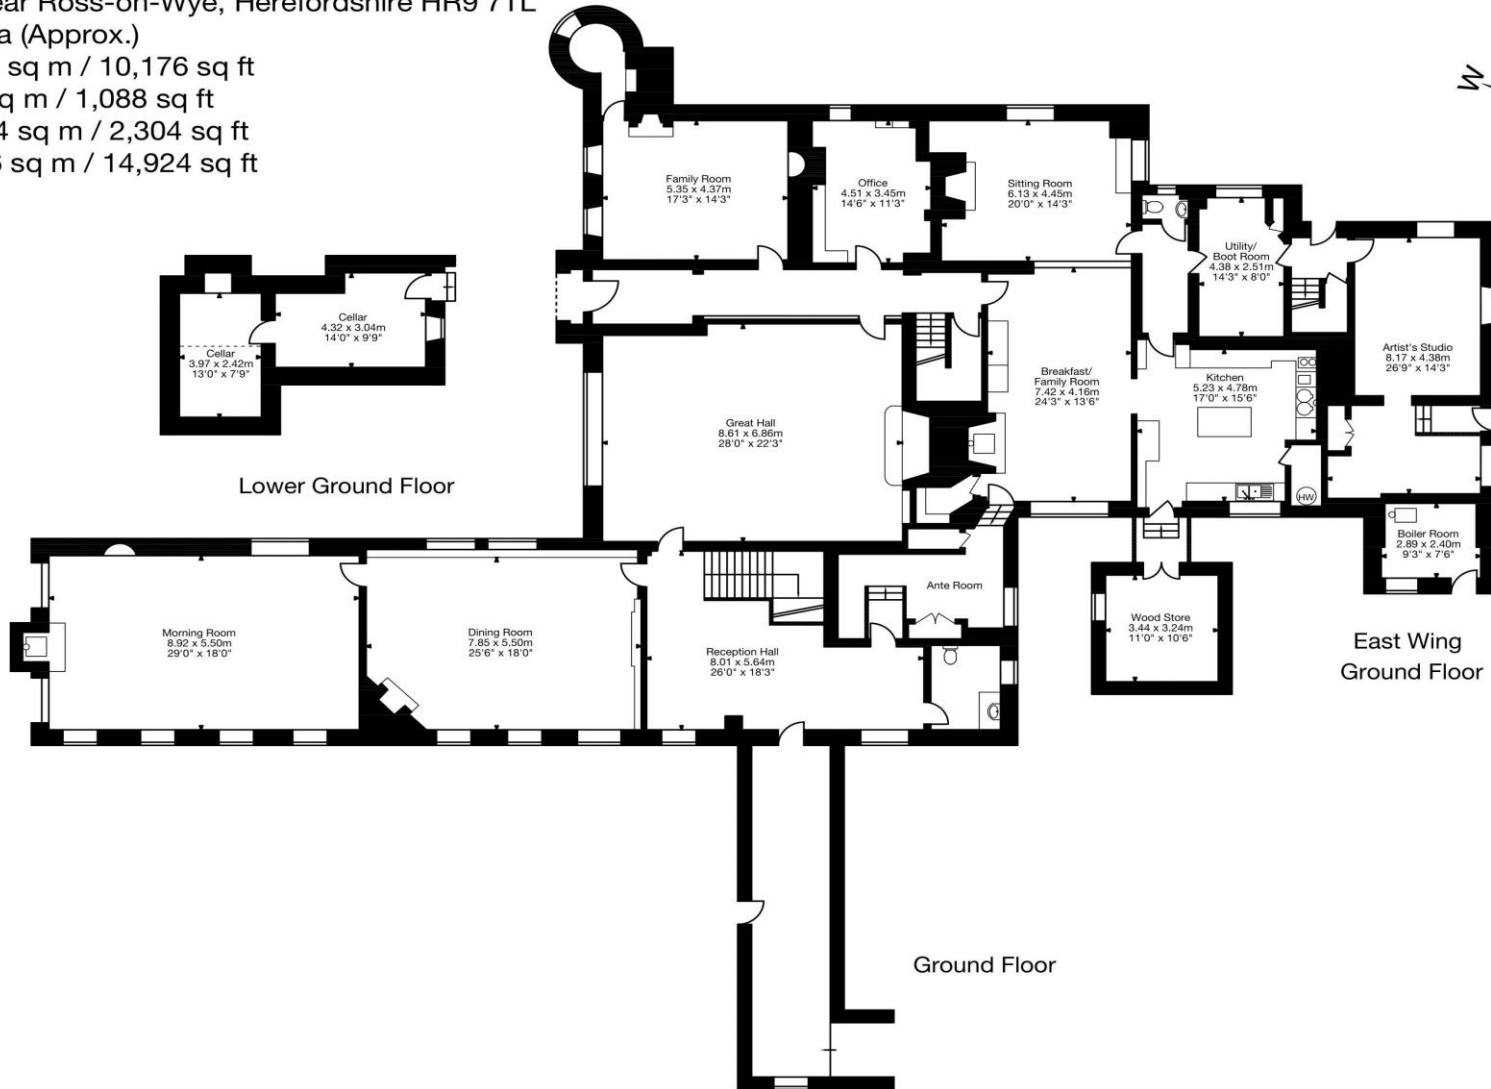 ear Ross-on-Wye, Herefordshire HR9 7TL
a (Approx.)
sq m / 10,176 sq ft
q m / 1,088 sq ft
4 sq m / 2,304 sq ft
sq m / 14,924 sq ft
W
Family Room
5.35 x 4.37m
17'3" x 14'3"
Office
4.51 x 3.45m
14'6" x 11'3"
Sitting Room
6.13 x 4.45m
20'0" x 14'3"
Utility/
Boot Room
4.38 x 2.51m
14'3" x 8'0"
Cellar
4.32 x 3.04m
14'0" x 9'9"
Cellar
3.97 x 2.42m
13'0" x 7'9"
Lower Ground Floor
Great Hall
8.61 x 6.86m
28'0" x 22'3"
Breakfast/
Family Room
7.42 x 4.16m
24'3" x 13'6"
Kitchen
5.23 x 4.78m
17'0" x 15'6"
Artist's Studio
8.17 x 4.38m
26'9" x 14'3"
HW
Boiler Room
2.89 x 2.40m
9'3" x 7'6"
Morning Room
8.92 x 5.50m
29'0" x 18'0"
Dining Room
7.85 x 5.50m
25'6" x 18'0"
Reception Hall
8.01 x 5.64m
26'0" x 18'3"
Ante Room
Wood Store
3.44 x 3.24m
11'0" x 10'6"
East Wing
Ground Floor
Ground Floor